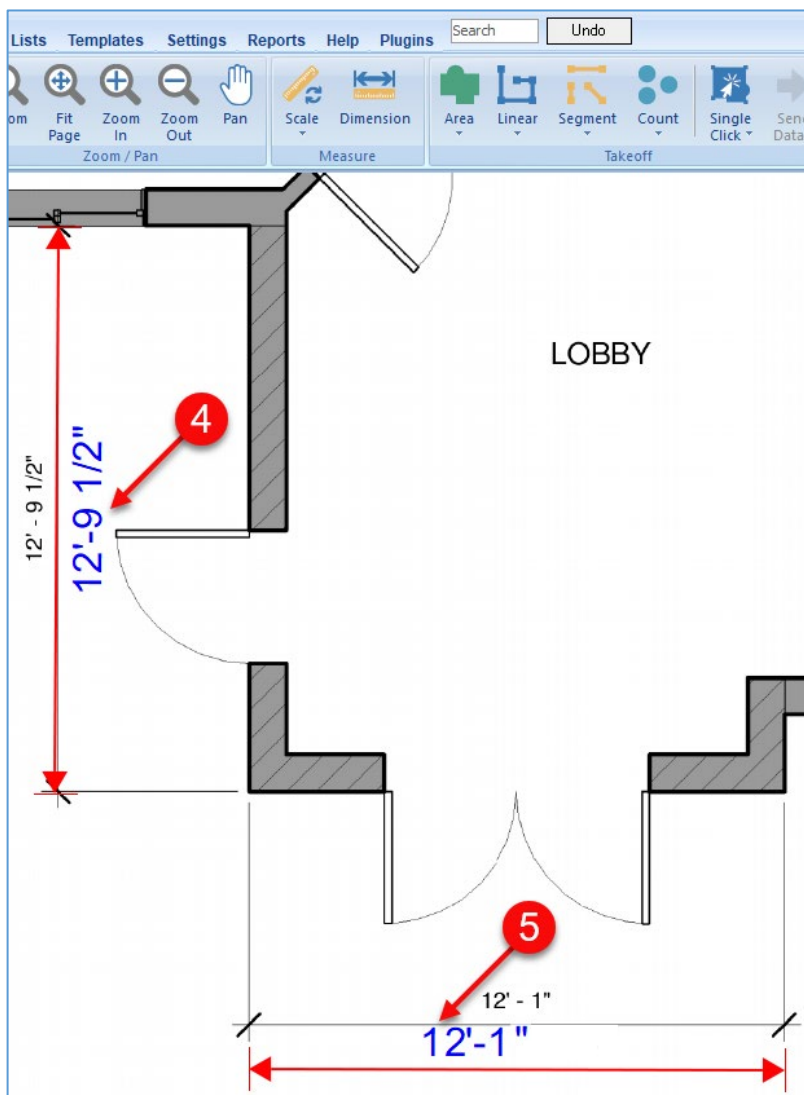 Lists Templates Settings Reports Help Plugins Search Undo
om Fit Page Zoom In Zoom Out Pan Scale Dimension Area Linear Segment Count Single Click Send Data
Zoom / Pan Measure Takeoff
LOBBY
4
12' - 9 1/2"
12'-9 1/2"
5
12' - 1"
12'-1"